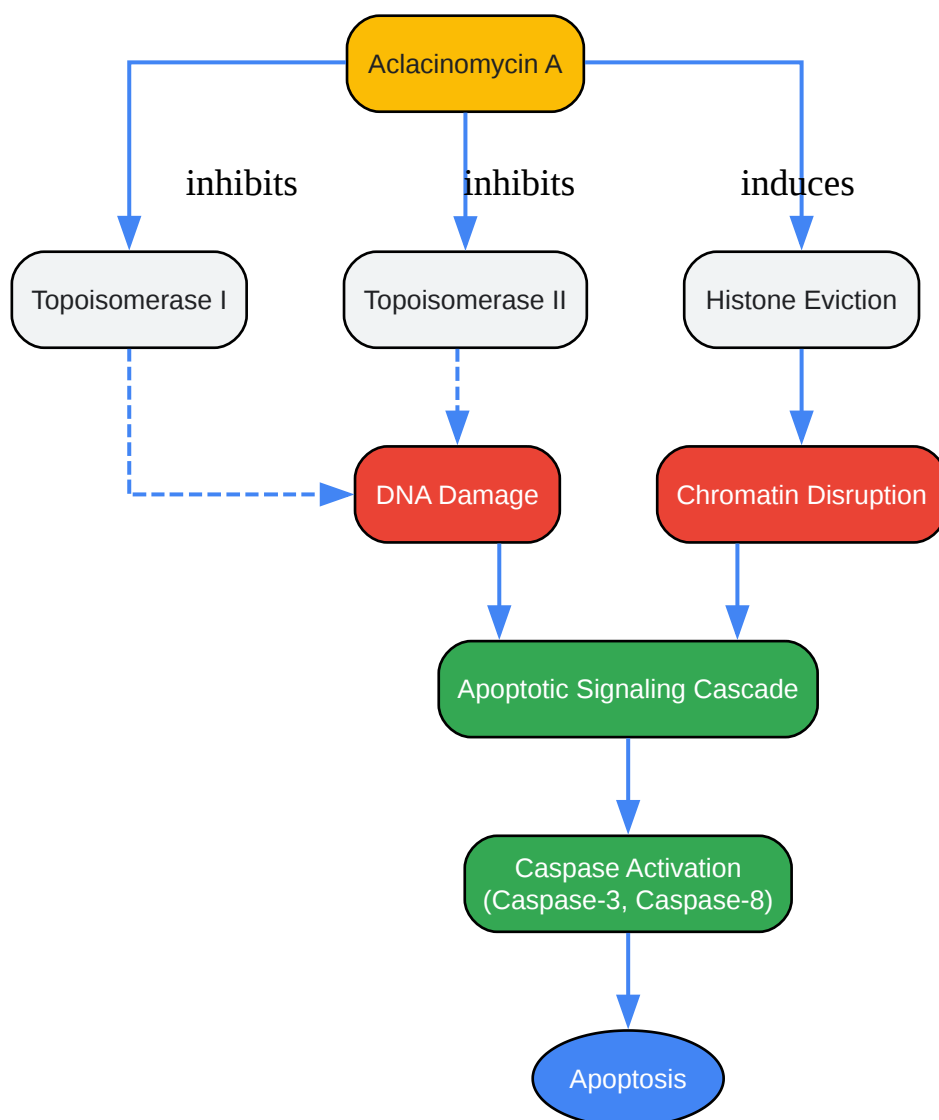 Aclacinomycin A
inhibits
inhibits
induces
Topoisomerase I
Topoisomerase II
Histone Eviction
DNA Damage
Chromatin Disruption
Apoptotic Signaling Cascade
Caspase Activation
(Caspase-3, Caspase-8)
Apoptosis